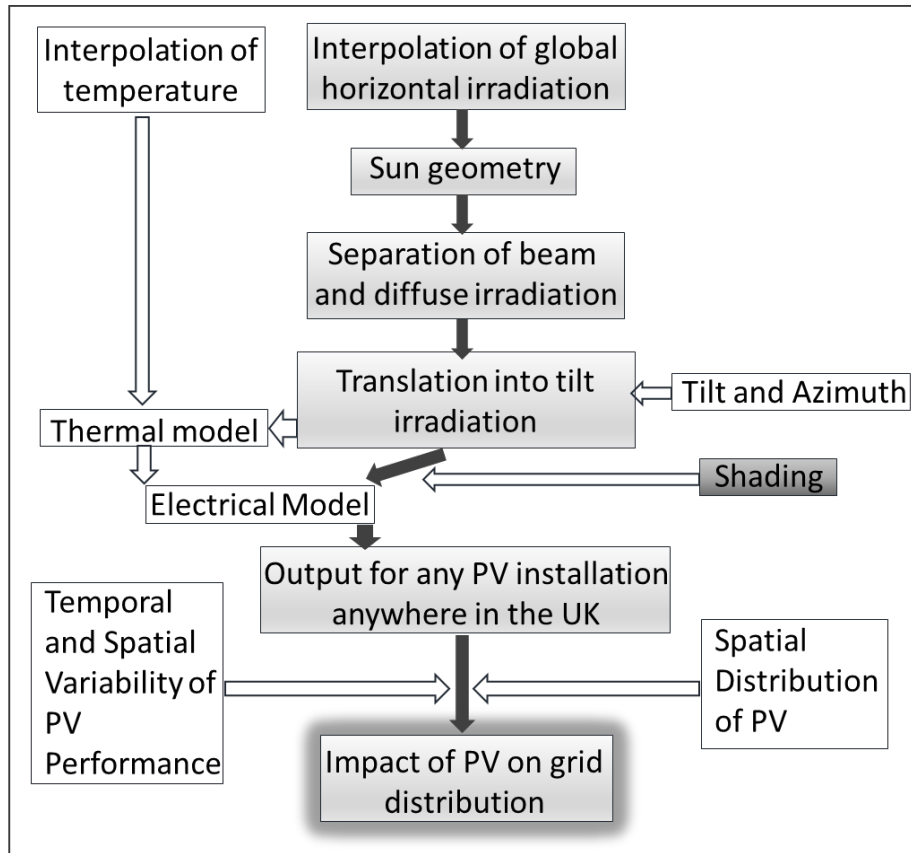 Interpolation of
temperature
Interpolation of global
horizontal irradiation
Sun geometry
Separation of beam
and diffuse irradiation
Translation into tilt
irradiation
Tilt and Azimuth
Thermal model
Shading
Electrical Model
Output for any PV installation
anywhere in the UK
Temporal
and Spatial
Variability of
PV
Performance
Spatial
Distribution
of PV
Impact of PV on grid
distribution